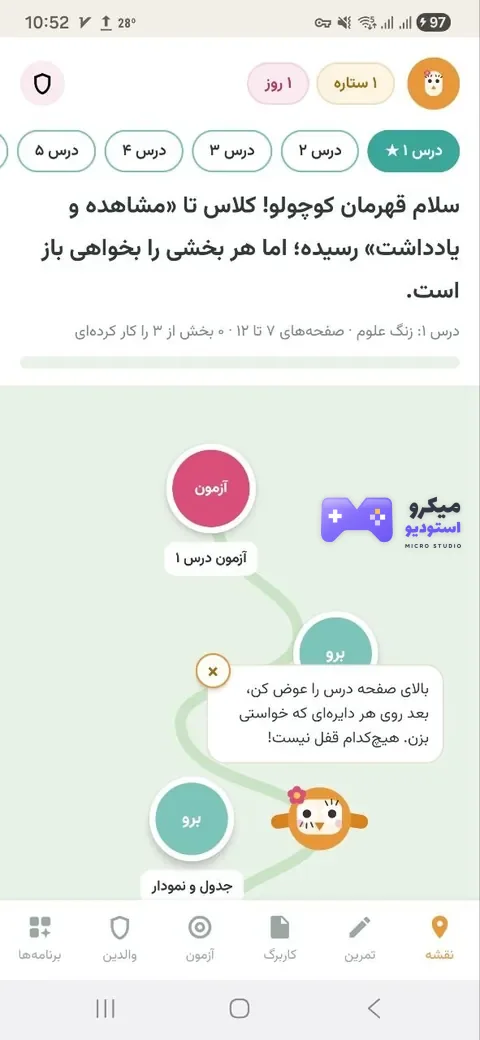 10:52
28°
97
۱ ستاره
۱ روز
درس ۱ ★
درس ۲
درس ۳
درس ۴
درس ۵
سلام قهرمان کوچولو! کلاس تا «مشاهده و
یادداشت» رسیده؛ اما هر بخشی را بخواهی باز
است.
درس ۱: زنگ علوم · صفحه‌های ۷ تا ۱۲ · ۰ بخش از ۳ را کار کرده‌ای
آزمون
میکرو
استودیو
MICRO STUDIO
آزمون درس ۱
برو
بالای صفحه درس را عوض کن،
بعد روی هر دایره‌ای که خواستی
بزن. هیچ‌کدام قفل نیست!
برو
جدول و نمودار
نقشه
تمرین
کاربرگ
آزمون
والدین
برنامه‌ها